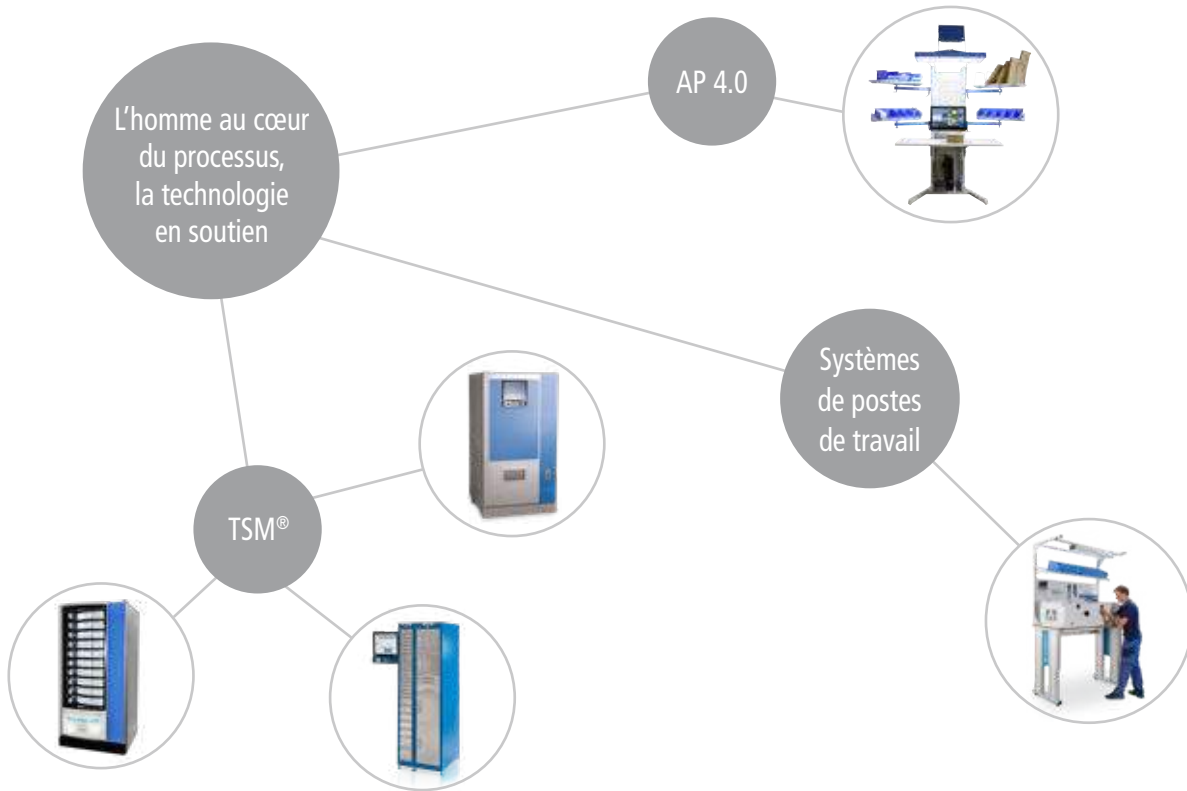 L’homme au cœur
du processus,
la technologie
en soutien
AP 4.0
Systèmes
de postes
de travail
TSM®